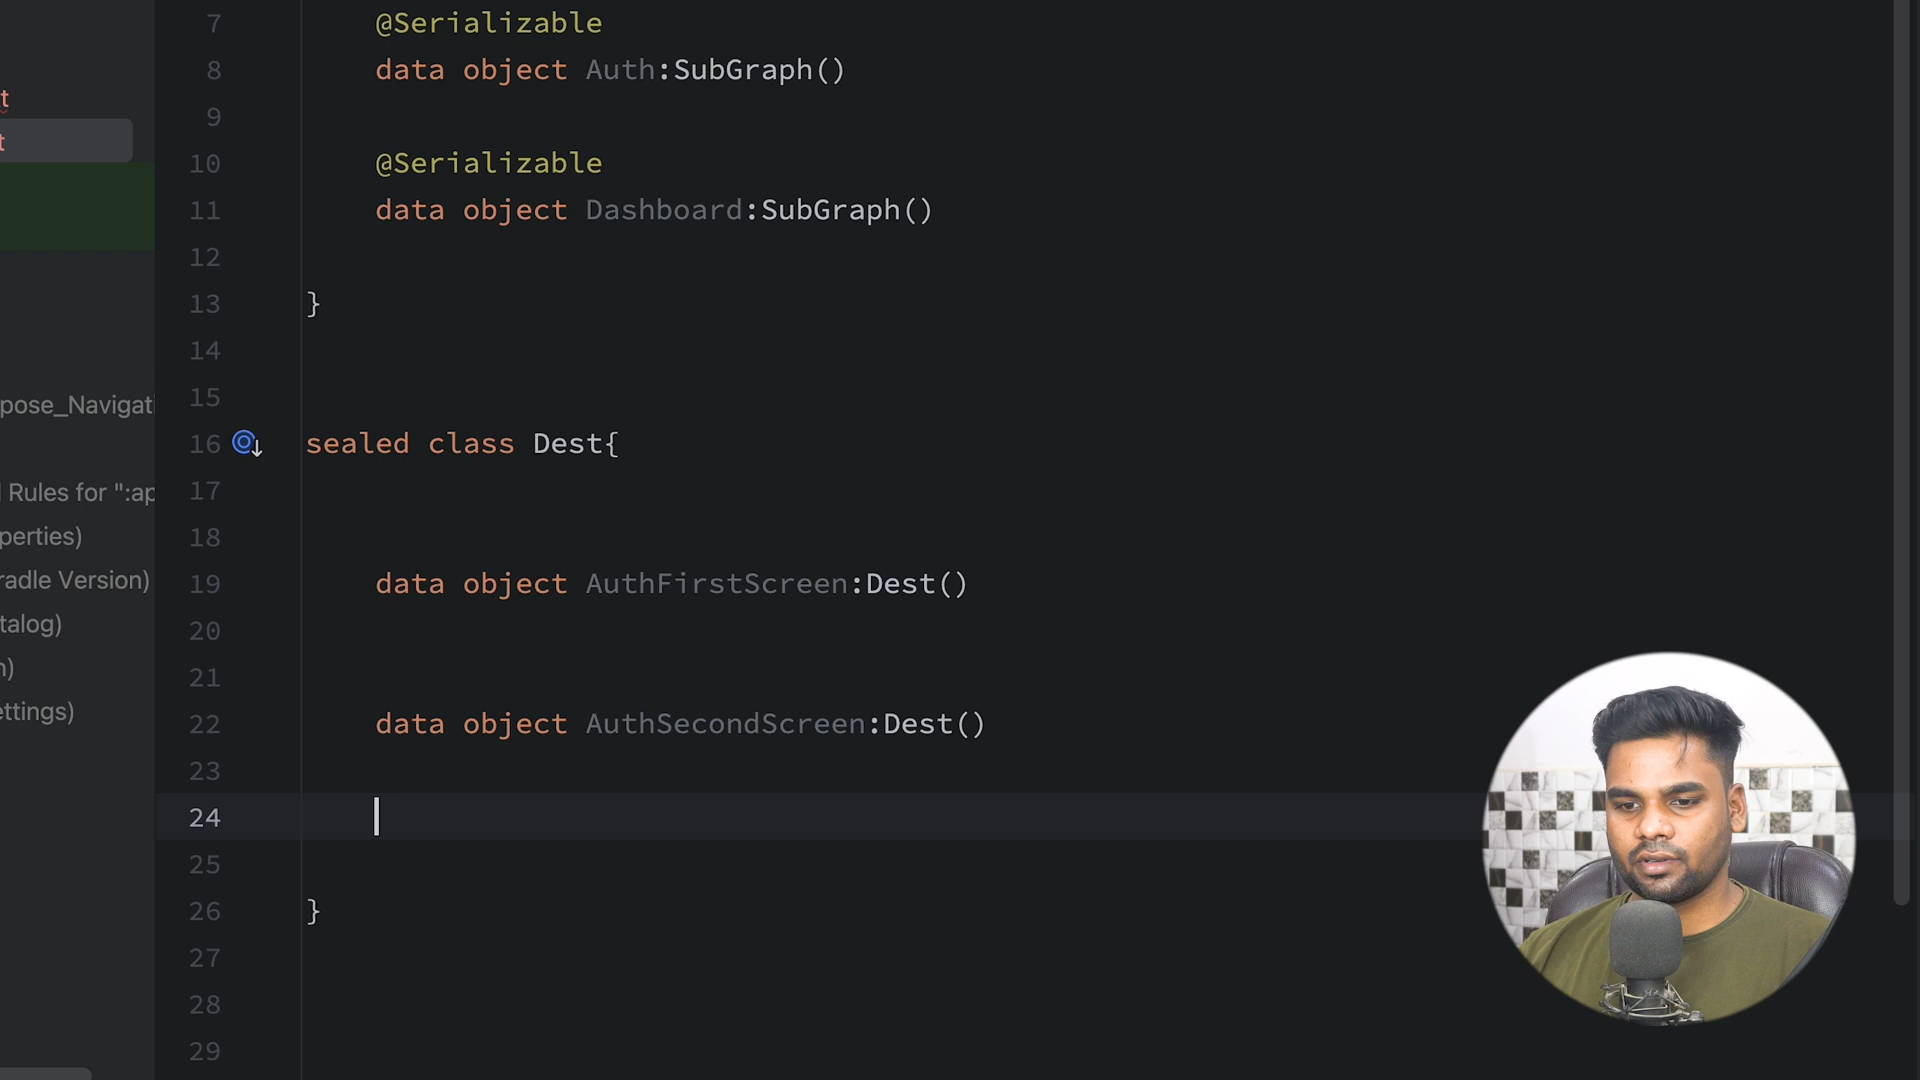 7 @Serializable
8 data object Auth:SubGraph()
9
10 @Serializable
11 data object Dashboard:SubGraph()
12
13 }
14
15
16 sealed class Dest{
17
18
19 data object AuthFirstScreen:Dest()
20
21
22 data object AuthSecondScreen:Dest()
23
24
25
26 }
27
28
29
t
t
pose_Navigati
Rules for ":ap
perties)
radle Version)
talog)
n)
ettings)